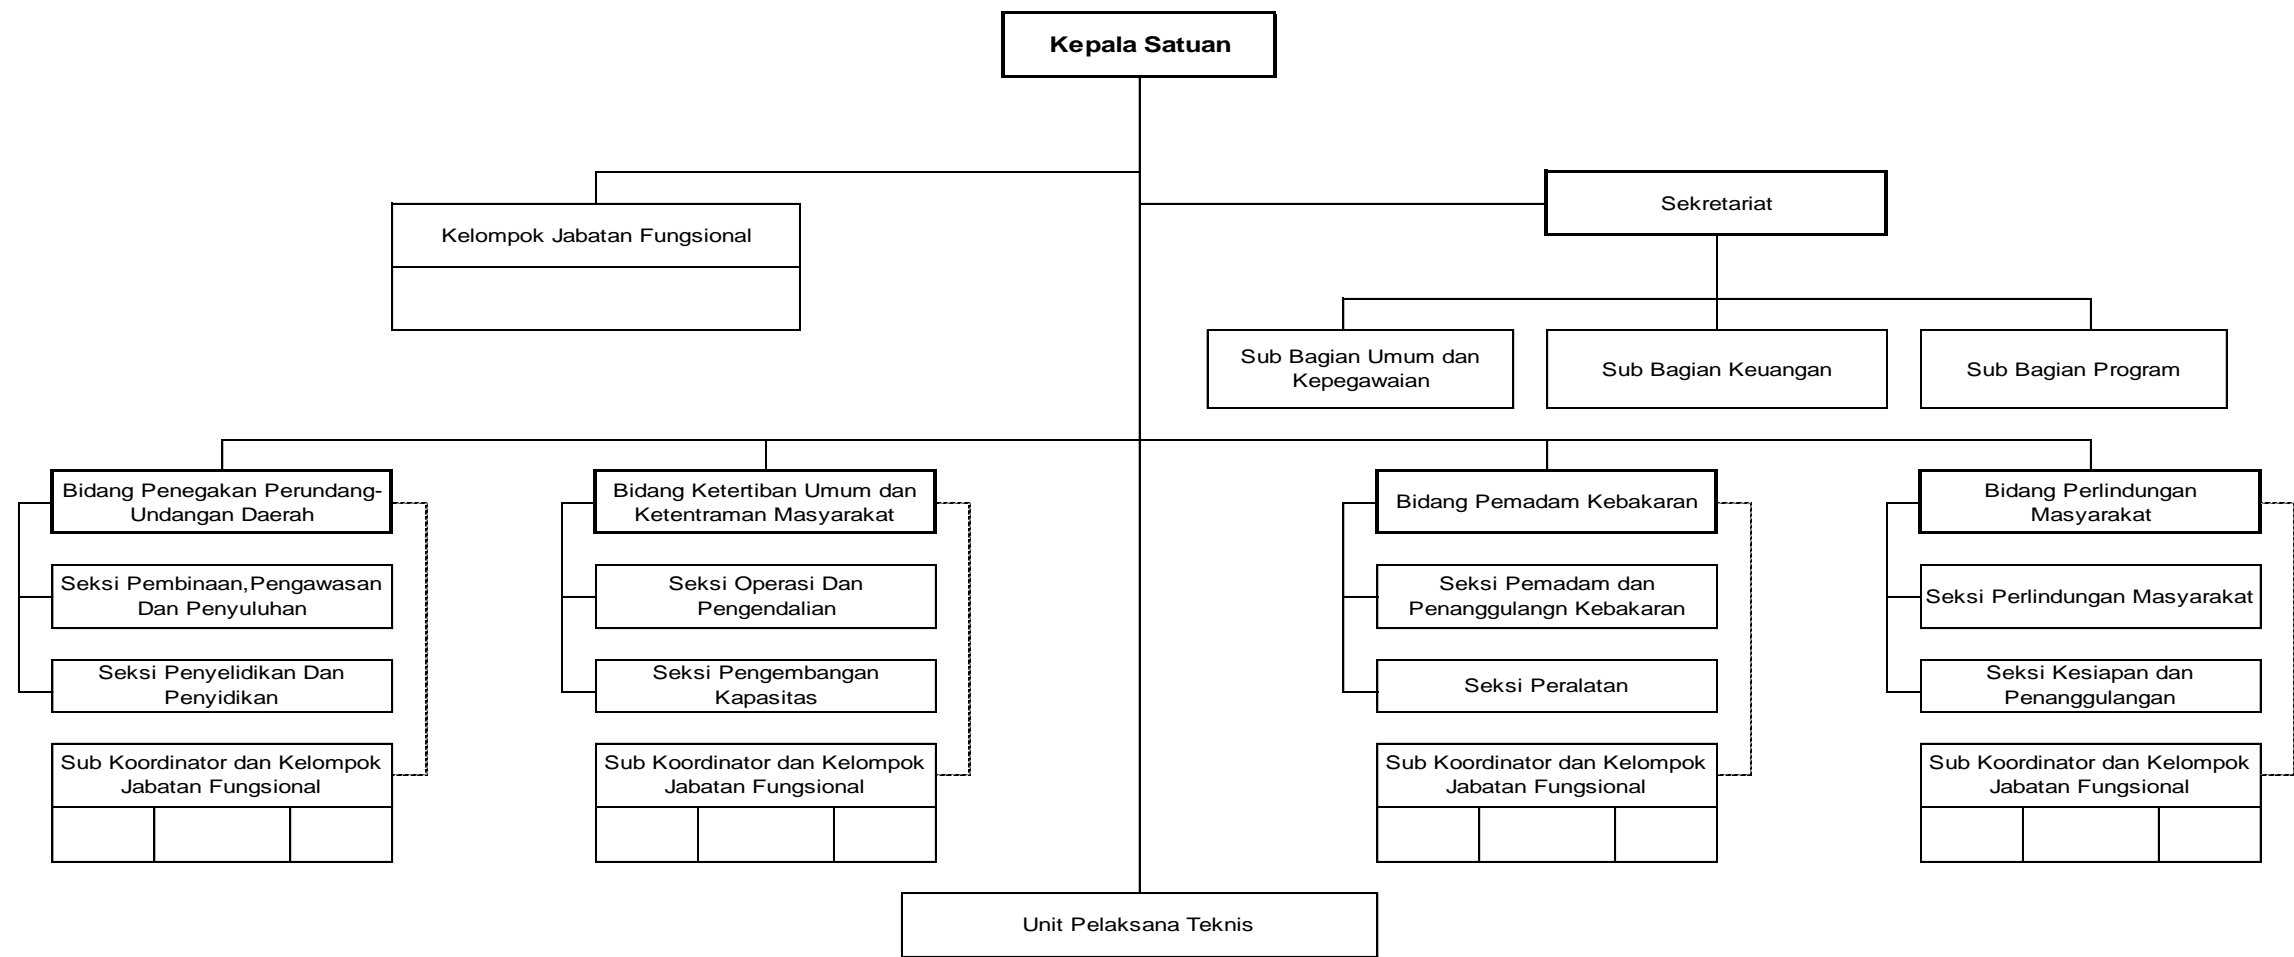 Kepala Satuan
Sekretariat
Kelompok Jabatan Fungsional
Sub Bagian Umum dan
Kepegawaian
Sub Bagian Keuangan
Sub Bagian Program
Bidang Penegakan Perundang-
Undangan Daerah
Seksi Pembinaan,Pengawasan
Dan Penyuluhan
Seksi Penyelidikan Dan
Penyidikan
Sub Koordinator dan Kelompok
Jabatan Fungsional
Bidang Ketertiban Umum dan
Ketentraman Masyarakat
Seksi Operasi Dan
Pengendalian
Seksi Pengembangan
Kapasitas
Sub Koordinator dan Kelompok
Jabatan Fungsional
Bidang Pemadam Kebakaran
Seksi Pemadam dan
Penanggulangn Kebakaran
Seksi Peralatan
Sub Koordinator dan Kelompok
Jabatan Fungsional
Bidang Perlindungan
Masyarakat
Seksi Perlindungan Masyarakat
Seksi Kesiapan dan
Penanggulangan
Sub Koordinator dan Kelompok
Jabatan Fungsional
Unit Pelaksana Teknis